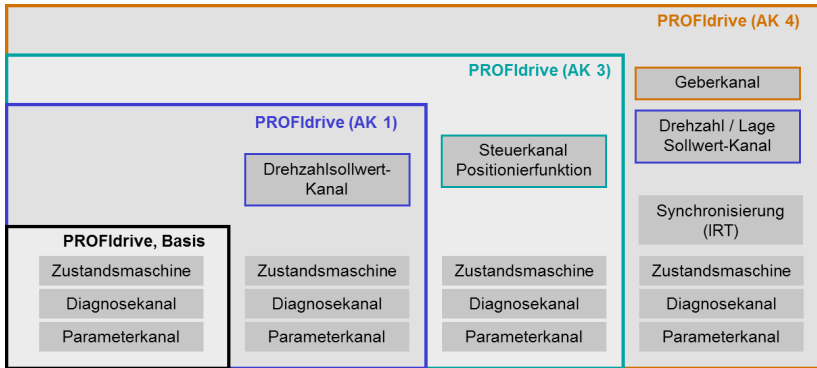 PROFIdrive (AK 4)
PROFIdrive (AK 3)
Geberkanal
PROFIdrive (AK 1)
Drehzahl / Lage
Sollwert-Kanal
Steuerkanal
Positionierfunktion
Drehzahlsollwert-
Kanal
Synchronisierung
(IRT)
PROFIdrive, Basis
Zustandsmaschine
Zustandsmaschine
Zustandsmaschine
Zustandsmaschine
Diagnosekanal
Diagnosekanal
Diagnosekanal
Diagnosekanal
Parameterkanal
Parameterkanal
Parameterkanal
Parameterkanal